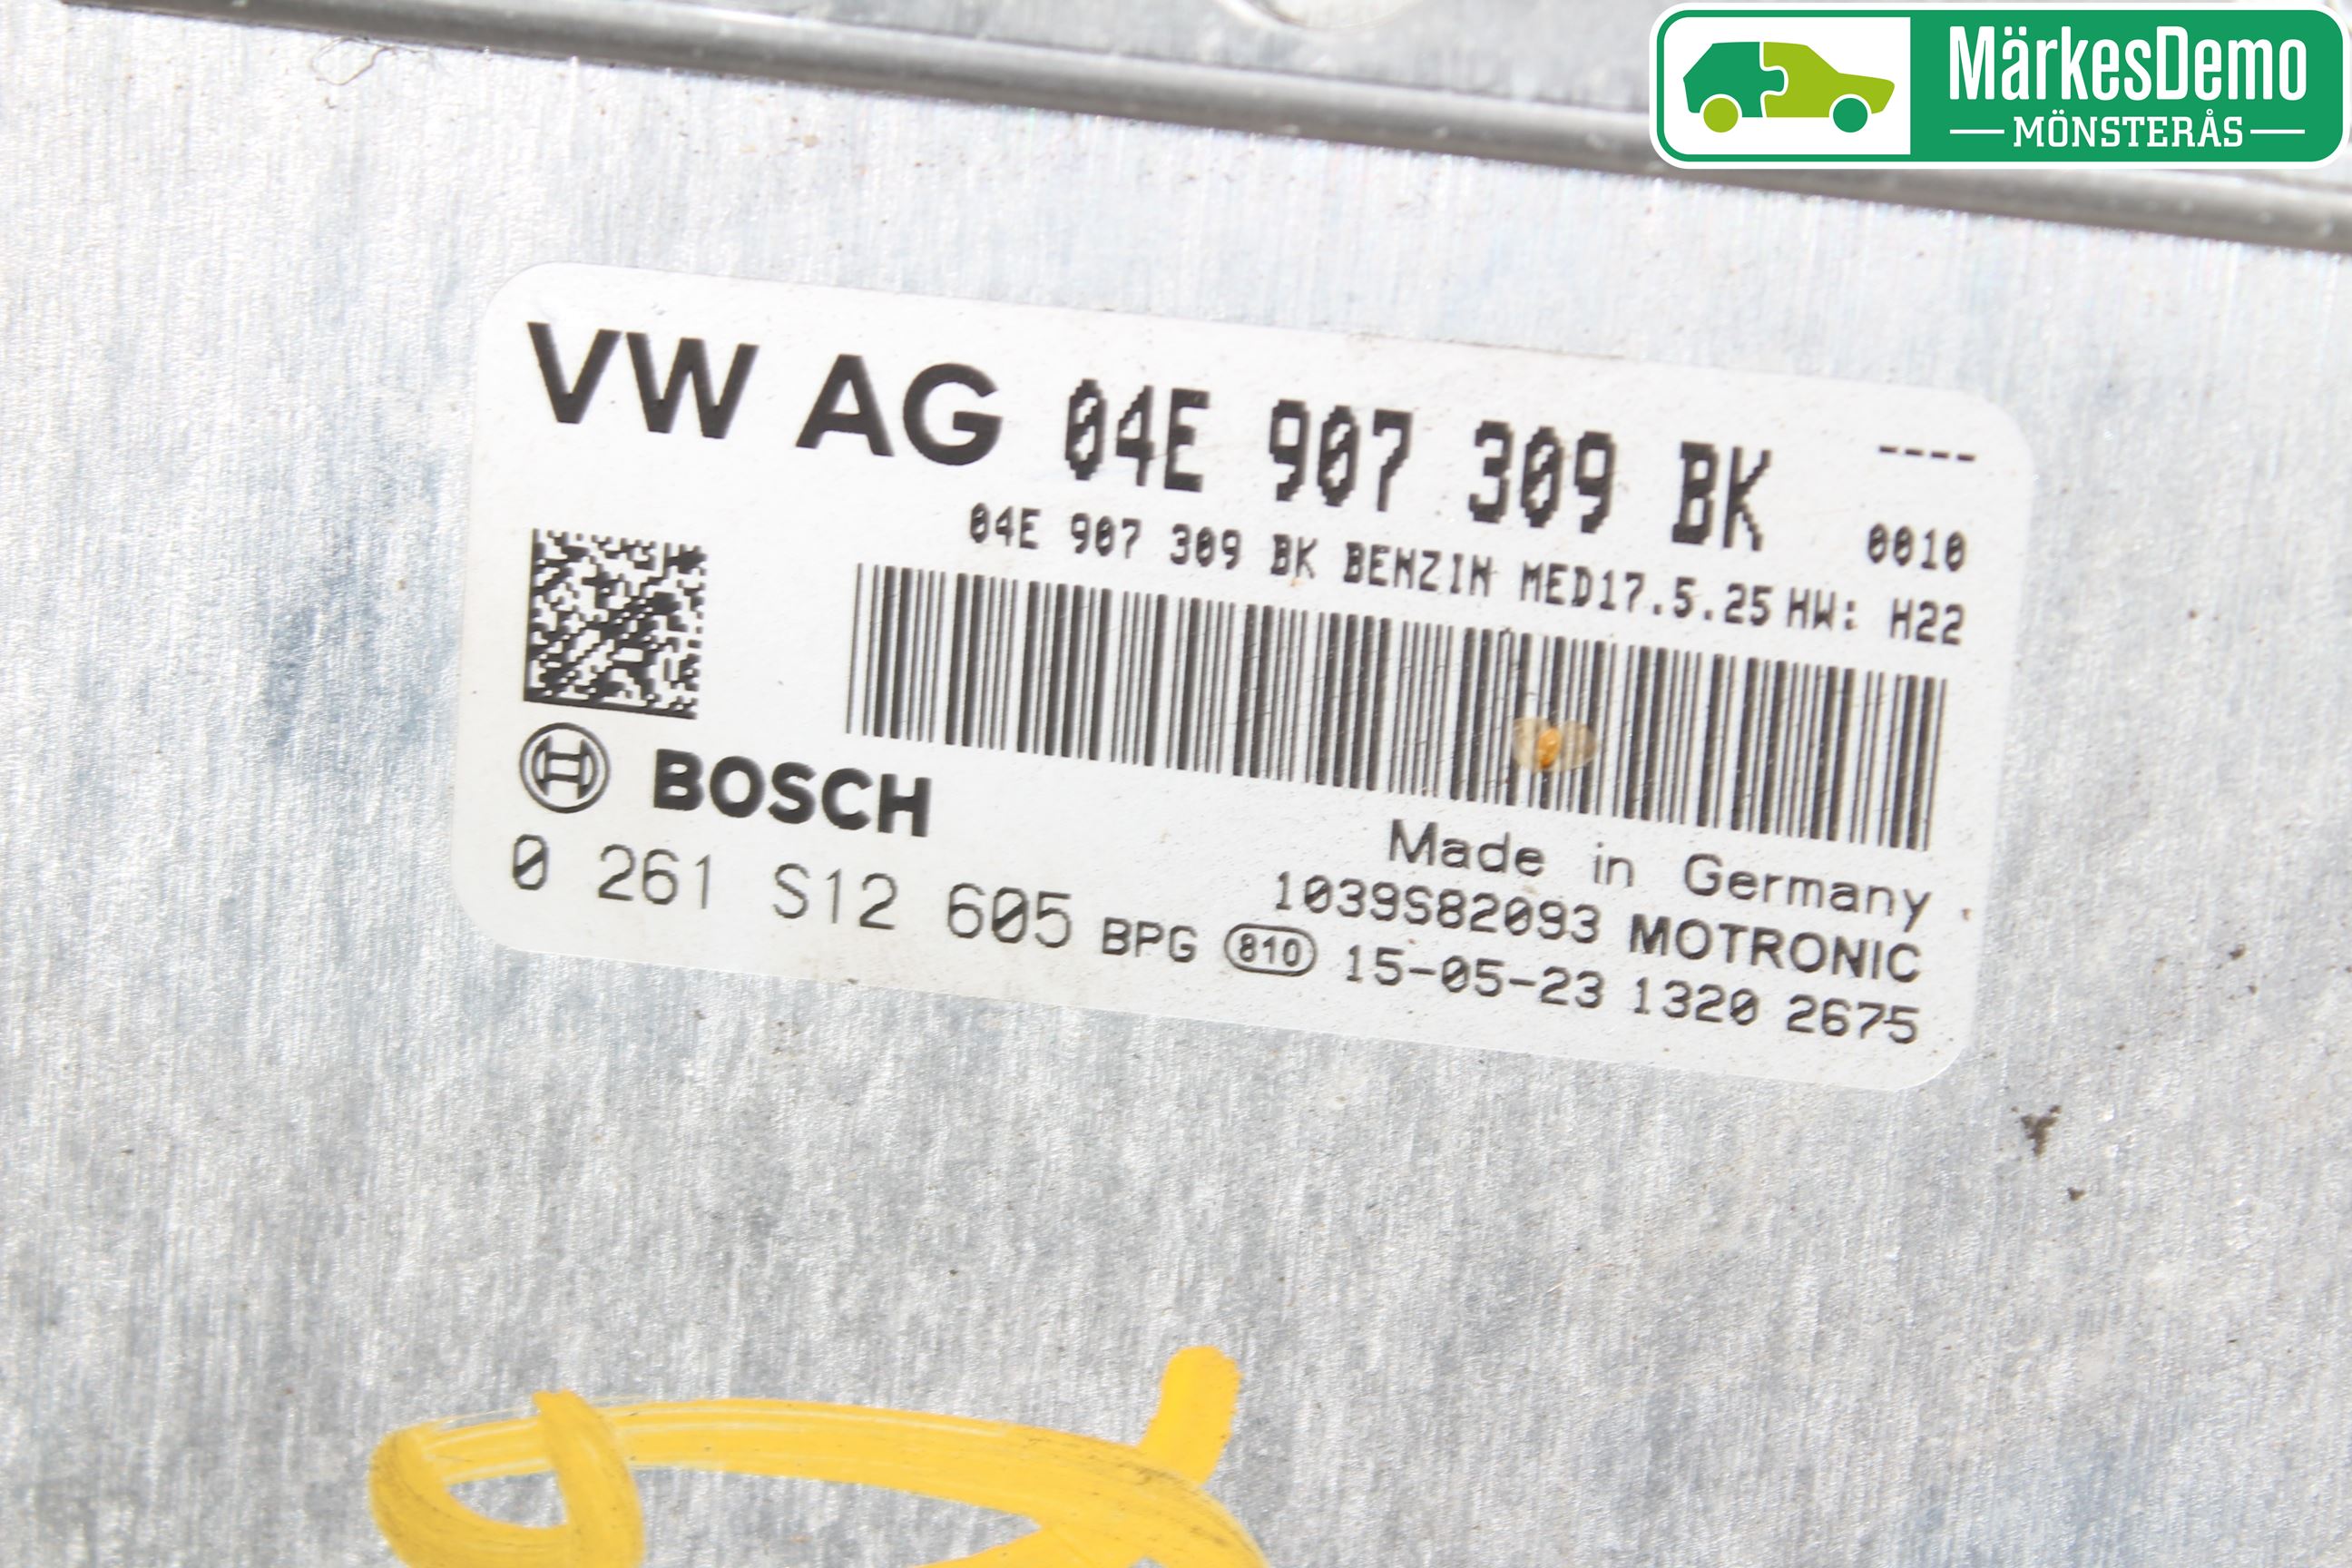 MärkesDemo
MÖNSTERÅS
VW AG 04E 907 309 BK ----
0010
04E 907 309 BK BENZIN MED17.5.25 HW: H22
BOSCH
Made in Germany
0 261 S12 605 BPG 1039S82093 MOTRONIC
810 15-05-23 1320 2675